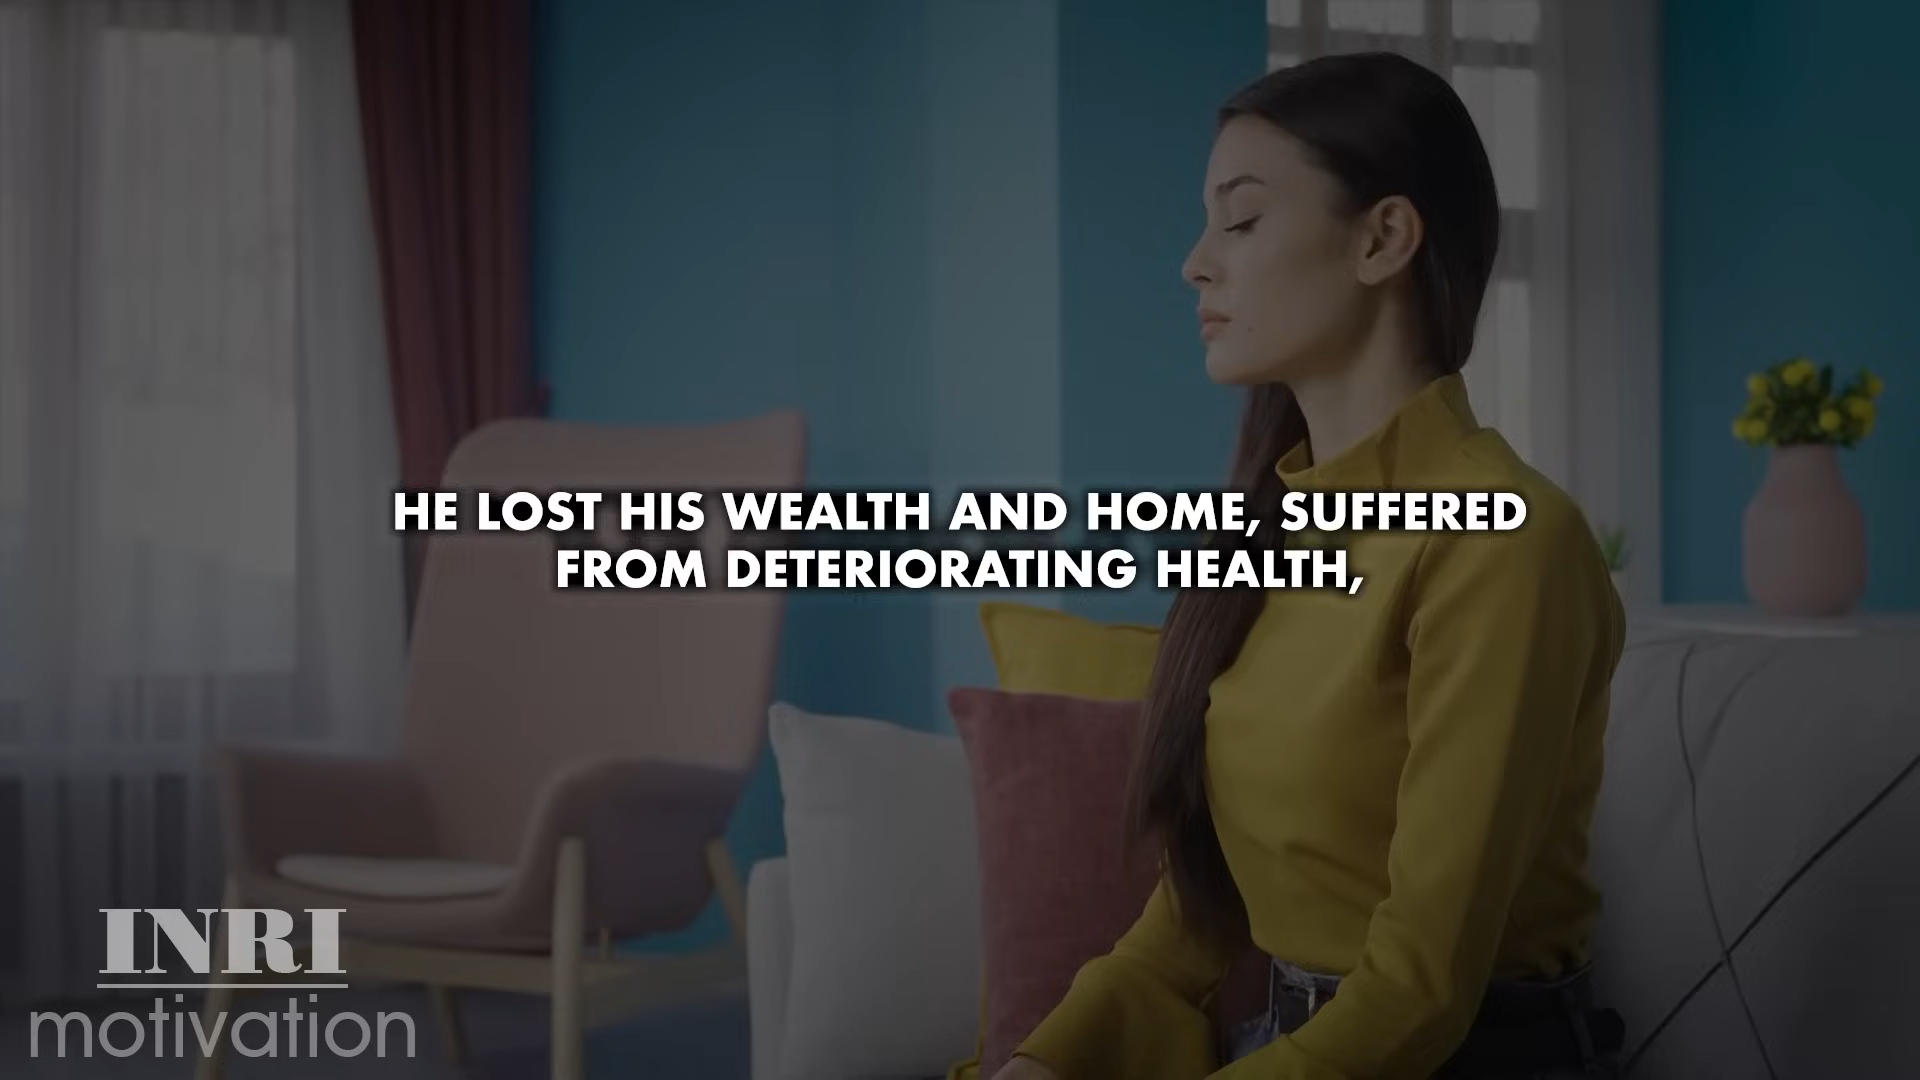 HE LOST HIS WEALTH AND HOME, SUFFERED
FROM DETERIORATING HEALTH,
INRI
motivation